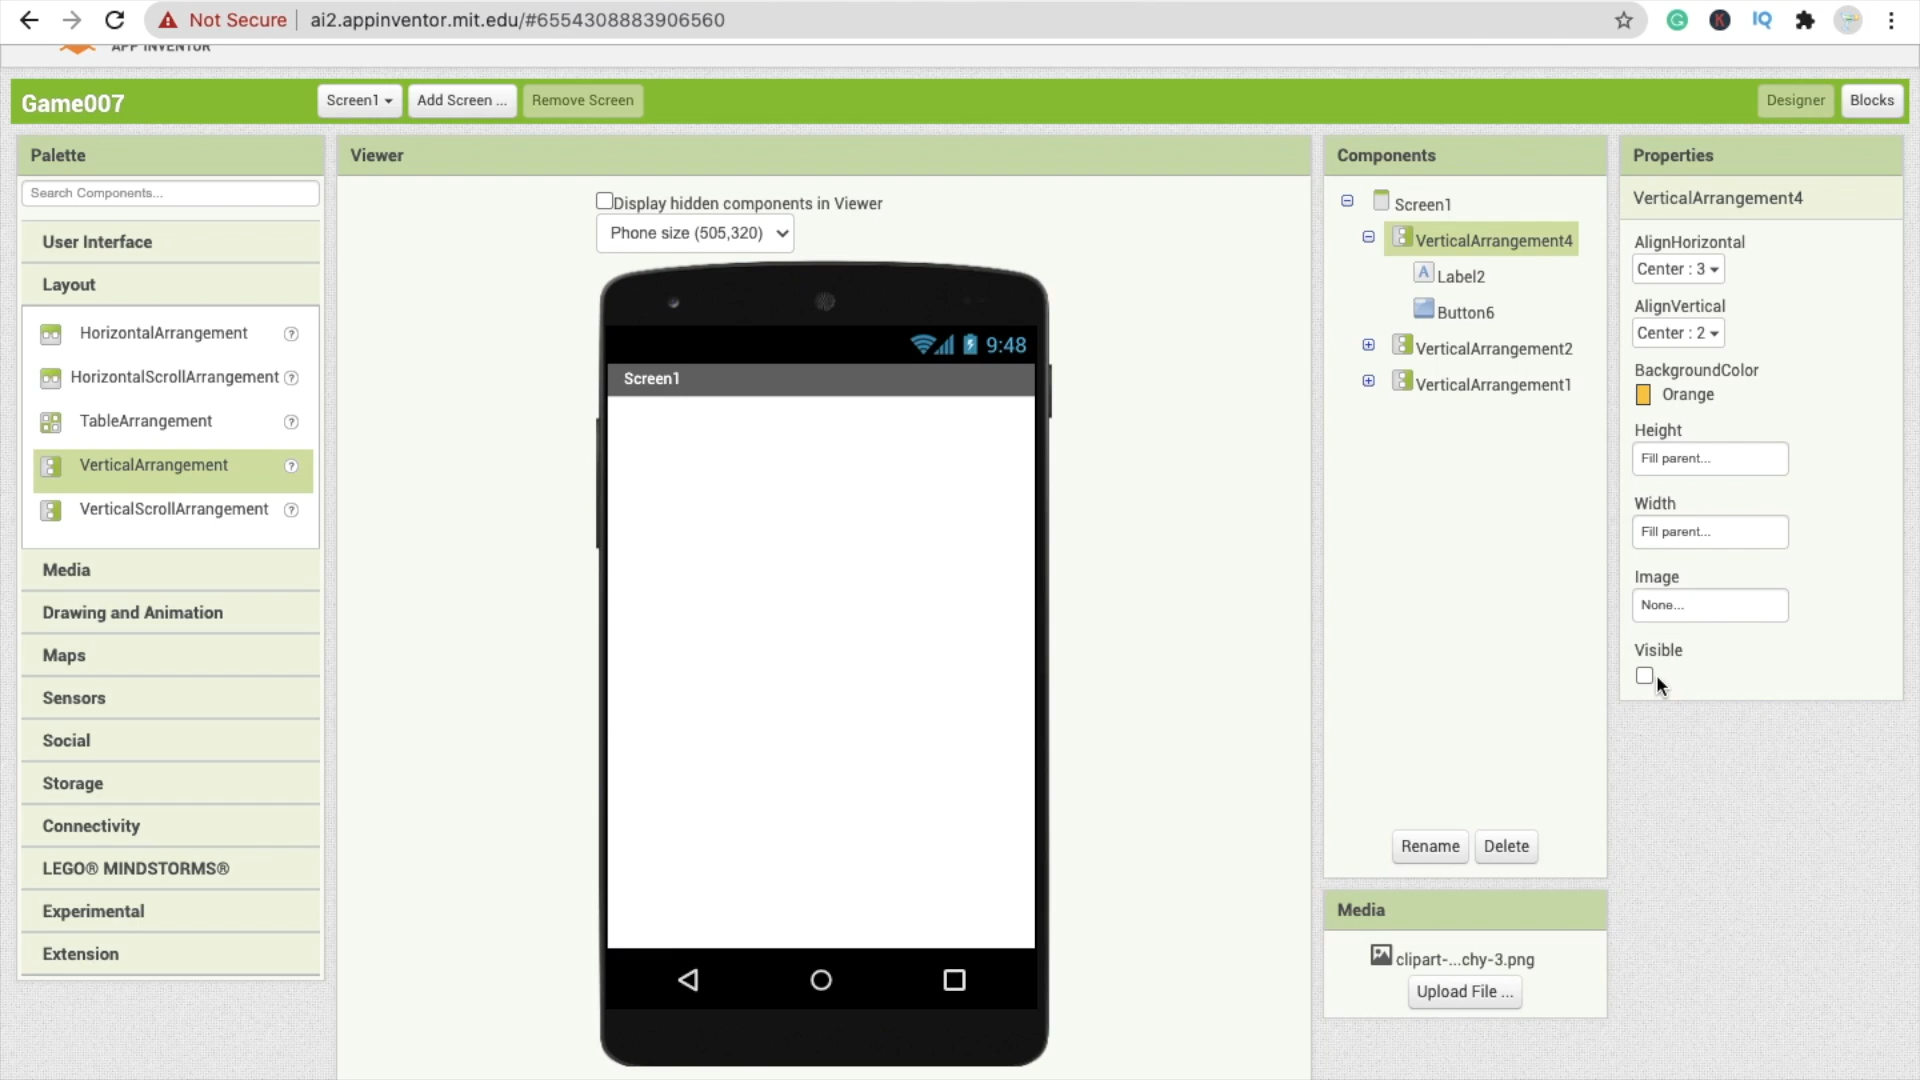 Not Secure
ai2.appinventor.mit.edu/#6554308883906560
APP INVENTOR
Game007
Screen1
Add Screen ...
Remove Screen
Designer
Blocks
Palette
Search Components...
User Interface
Layout
HorizontalArrangement
HorizontalScrollArrangement
TableArrangement
VerticalArrangement
VerticalScrollArrangement
Media
Drawing and Animation
Maps
Sensors
Social
Storage
Connectivity
LEGO® MINDSTORMS®
Experimental
Extension
Viewer
Display hidden components in Viewer
Phone size (505,320)
9:48
Screen1
Components
Screen1
VerticalArrangement4
Label2
Button6
VerticalArrangement2
VerticalArrangement1
Rename
Delete
Media
clipart-...chy-3.png
Upload File ...
Properties
VerticalArrangement4
AlignHorizontal
Center : 3
AlignVertical
Center : 2
BackgroundColor
Orange
Height
Fill parent...
Width
Fill parent...
Image
None...
Visible